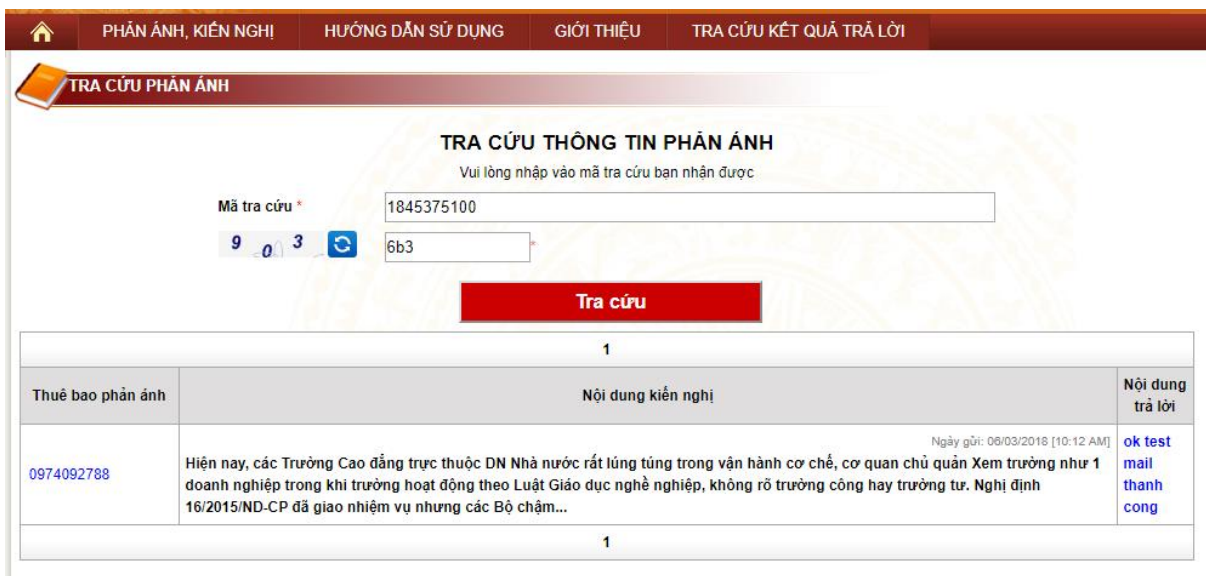 PHẢN ÁNH, KIẾN NGHỊ HƯỚNG DẪN SỬ DỤNG GIỚI THIỆU TRA CỨU KẾT QUẢ TRẢ LỜI
TRA CỨU PHẢN ÁNH
TRA CỨU THÔNG TIN PHẢN ÁNH
Vui lòng nhập vào mã tra cứu bạn nhận được
Mã tra cứu * 1845375100
9 0 3 6b3 *
Tra cứu
1
Thuê bao phản ánh Nội dung kiến nghị Nội dung trả lời
Ngày gửi: 06/03/2018 [10:12 AM]
0974092788
Hiện nay, các Trường Cao đẳng trực thuộc DN Nhà nước rất lúng túng trong vận hành cơ chế, cơ quan chủ quản Xem trường như 1
doanh nghiệp trong khi trường hoạt động theo Luật Giáo dục nghề nghiệp, không rõ trường công hay trường tư. Nghị định
16/2015/ND-CP đã giao nhiệm vụ nhưng các Bộ chậm...
ok test
mail
thanh
cong
1